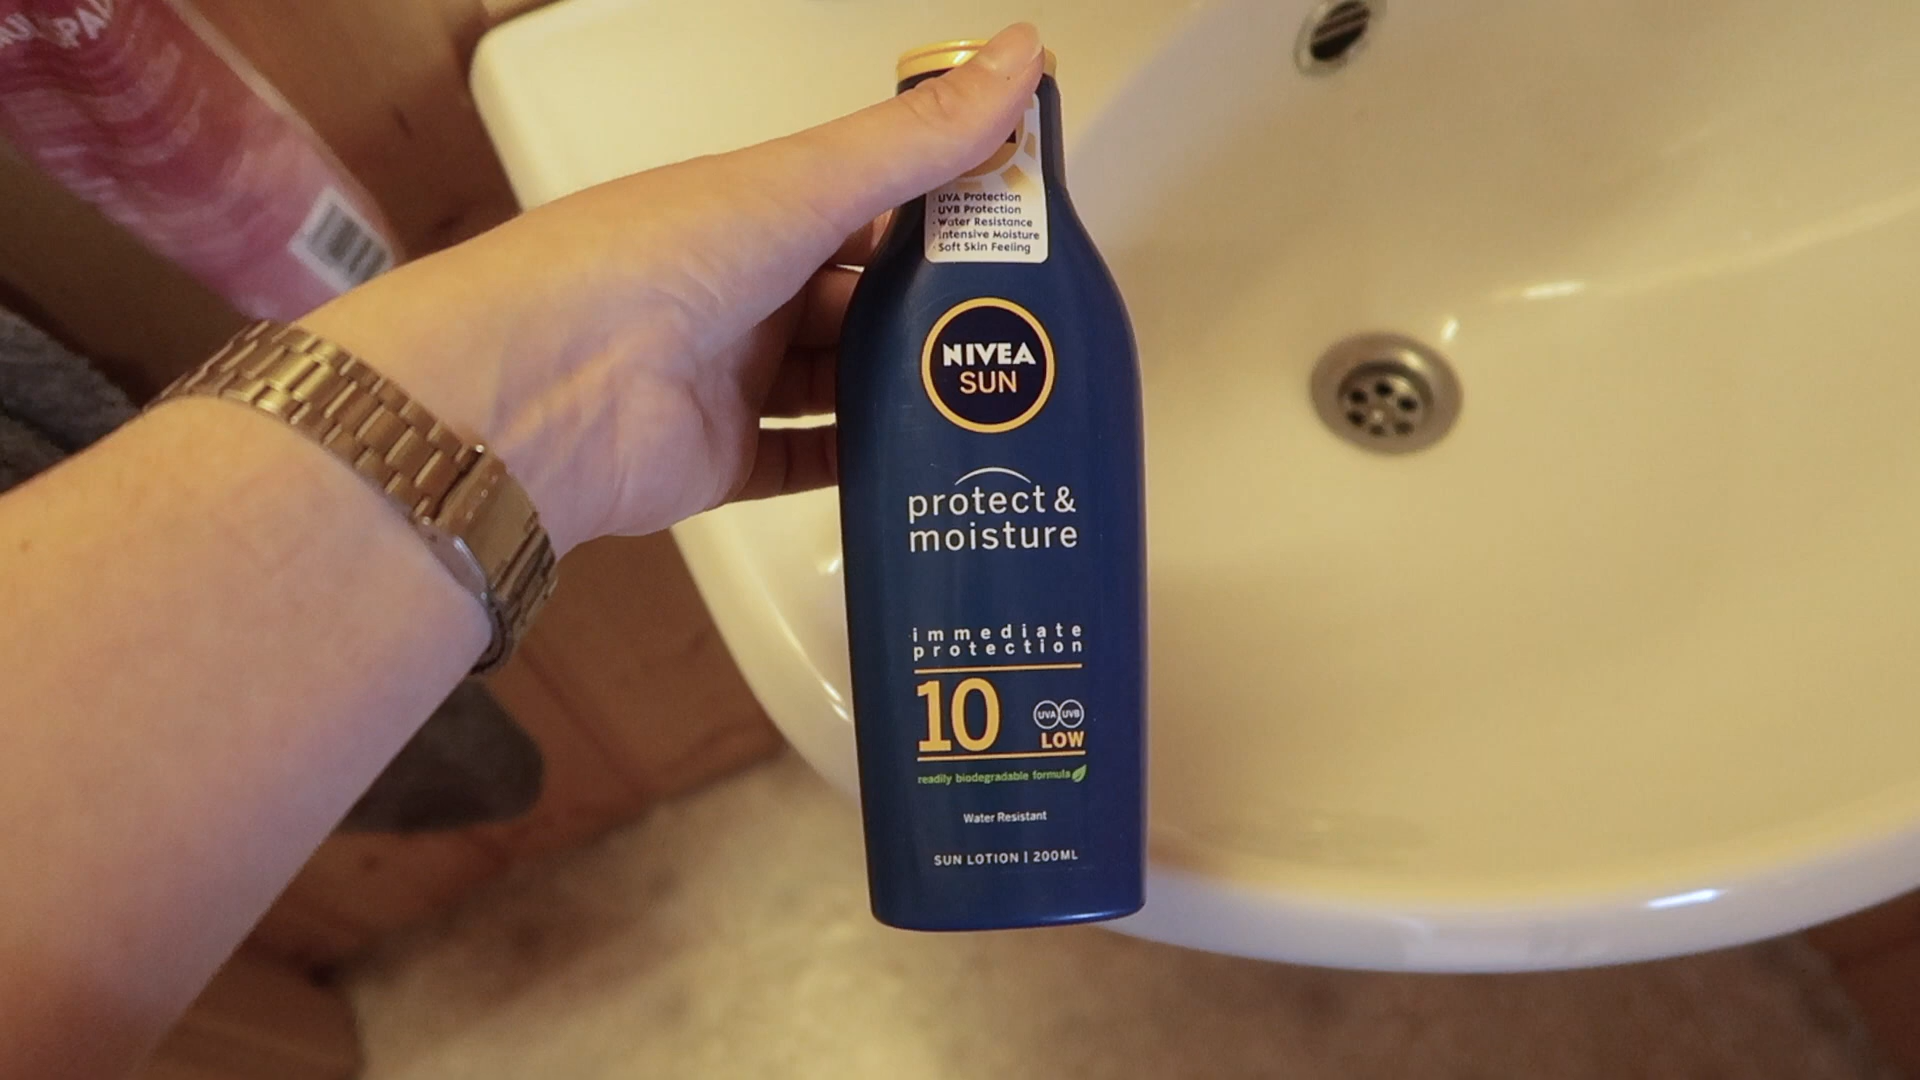 · UVA Protection
· UVB Protection
· Water Resistance
· Intensive Moisture
· Soft Skin Feeling
NIVEA
SUN
protect &
moisture
immediate
protection
10
UVA UVB
LOW
readily biodegradable formula
Water Resistant
SUN LOTION | 200ML